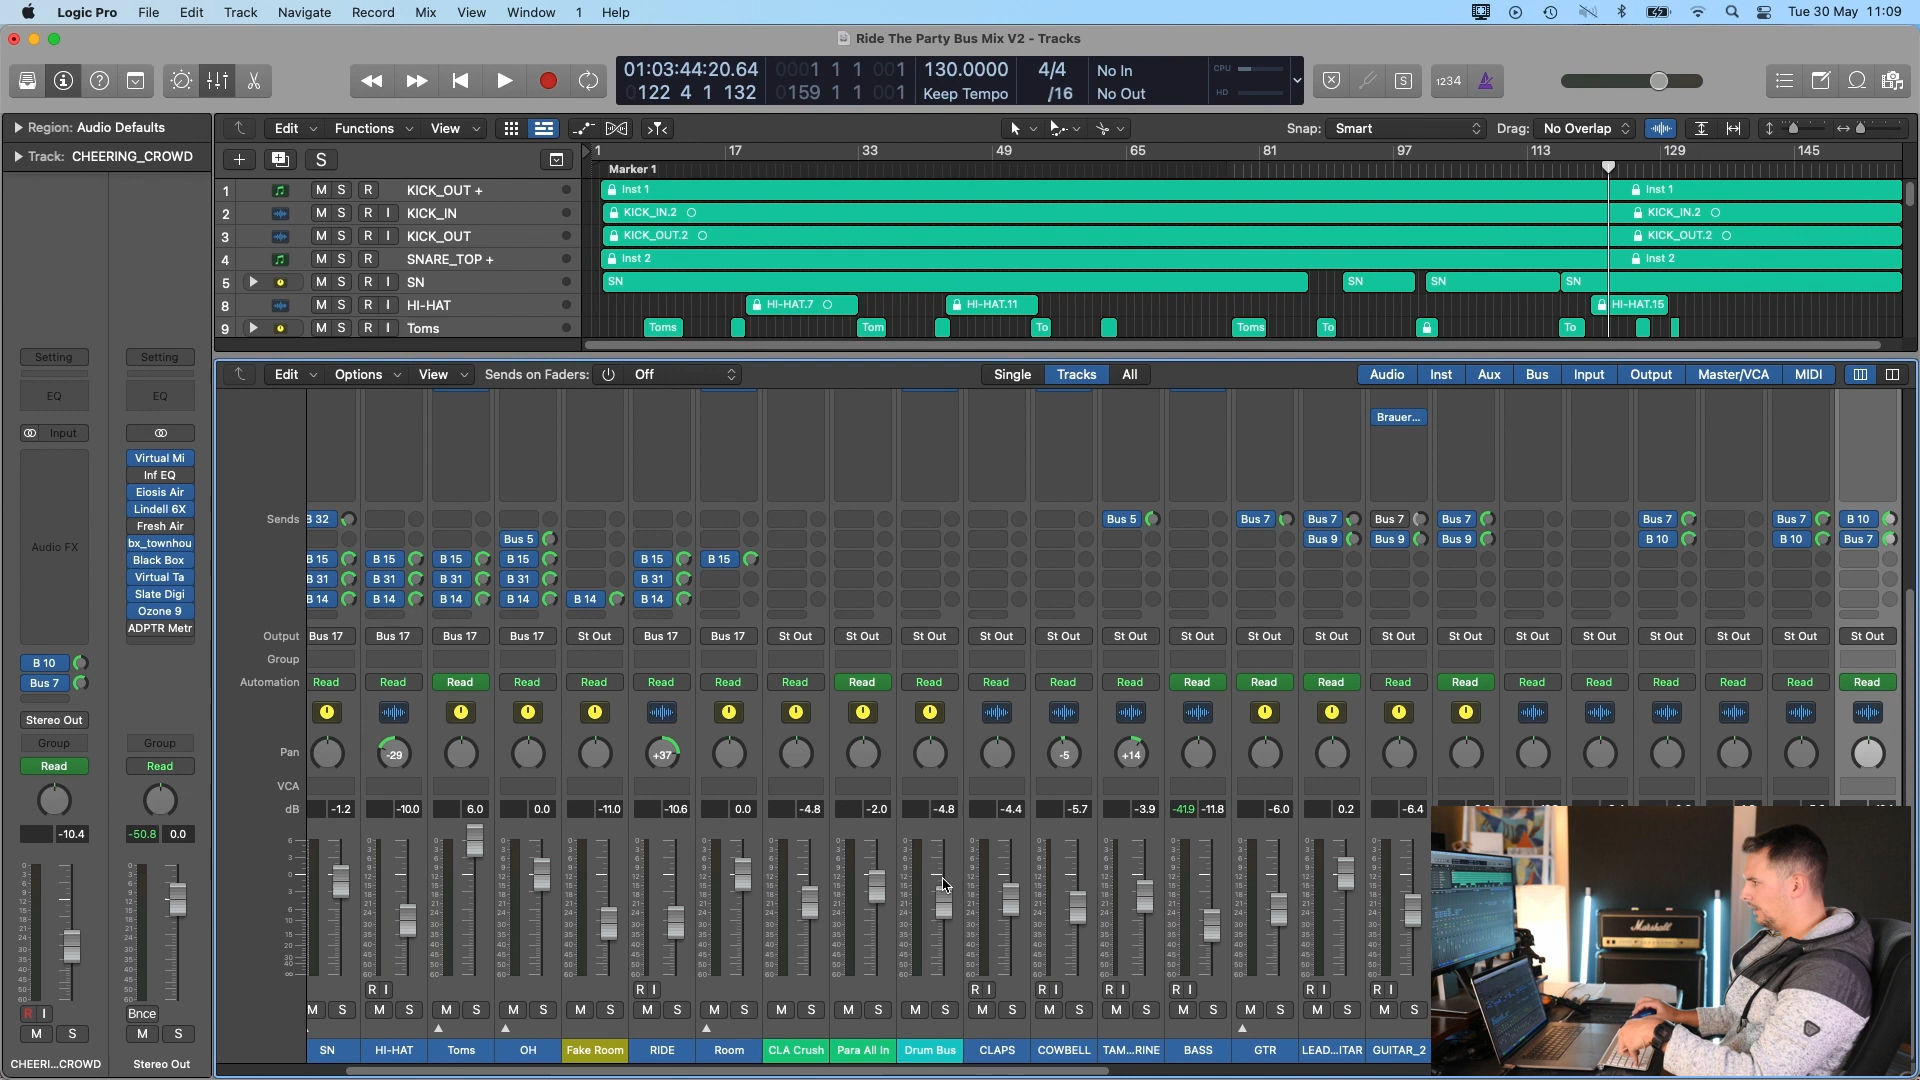 Logic Pro File Edit Track Navigate Record Mix View Window 1 Help Tue 30 May 11:09
Ride The Party Bus Mix V2 - Tracks
01:03:44:20.64 0001 1 1 001 130.0000 4/4 No In CPU
0122 4 1 132 0159 1 1 001 Keep Tempo /16 No Out HD
S 1234
Region: Audio Defaults
Track: CHEERING_CROWD
Edit Functions View Snap: Smart Drag: No Overlap
S
1 17 33 49 65 81 97 113 129 145
Marker 1
1 M S R KICK_OUT + Inst 1 Inst 1
2 M S R I KICK_IN KICK_IN.2 KICK_IN.2
3 M S R I KICK_OUT KICK_OUT.2 KICK_OUT.2
4 M S R SNARE_TOP + Inst 2 Inst 2
5 M S R I SN SN SN SN SN
8 M S R I HI-HAT HI-HAT.7 HI-HAT.11 HI-HAT.15
9 M S R I Toms Toms Tom To Toms To To
Setting Setting
EQ EQ
Input
Audio FX
Virtual Mi
Inf EQ
Eiosis Air
Lindell 6X
Fresh Air
bx_townhou
Black Box
Virtual Ta
Slate Digi
Ozone 9
ADPTR Metr
B 10
Bus 7
Stereo Out
Group Group
Read Read
-10.4 -50.8 0.0
R I Bnce
M S M S
CHEERI...CROWD Stereo Out
Edit Options View Sends on Faders: Off Single Tracks All Audio Inst Aux Bus Input Output Master/VCA MIDI
Brauer...
Sends B 32 Bus 5 Bus 7 Bus 7 Bus 7 Bus 7 Bus 7 Bus 7 B 10
Bus 5 Bus 9 Bus 9 Bus 9 B 10 B 10 Bus 7
B 15 B 15 B 15 B 15 B 15 B 15
B 31 B 31 B 31 B 31 B 31
B 14 B 14 B 14 B 14 B 14 B 14
Output Bus 17 Bus 17 Bus 17 Bus 17 St Out Bus 17 Bus 17 St Out St Out St Out St Out St Out St Out St Out St Out St Out St Out St Out St Out St Out St Out St Out St Out St Out
Group
Automation Read Read Read Read Read Read Read Read Read Read Read Read Read Read Read Read Read Read Read Read Read Read Read Read
Pan -29 +37 -5 +14
VCA
dB -1.2 -10.0 6.0 0.0 -11.0 -10.6 0.0 -4.8 -2.0 -4.8 -4.4 -5.7 -3.9 -41.9 -11.8 -6.0 0.2 -6.4
R I R I R I R I R I R I R I
M S M S M S M S M S M S M S M S M S M S M S M S M S M S M S M S M S
SN HI-HAT Toms OH Fake Room RIDE Room CLA Crush Para All In Drum Bus CLAPS COWBELL TAM...RINE BASS GTR LEAD...ITAR GUITAR_2
Marshall